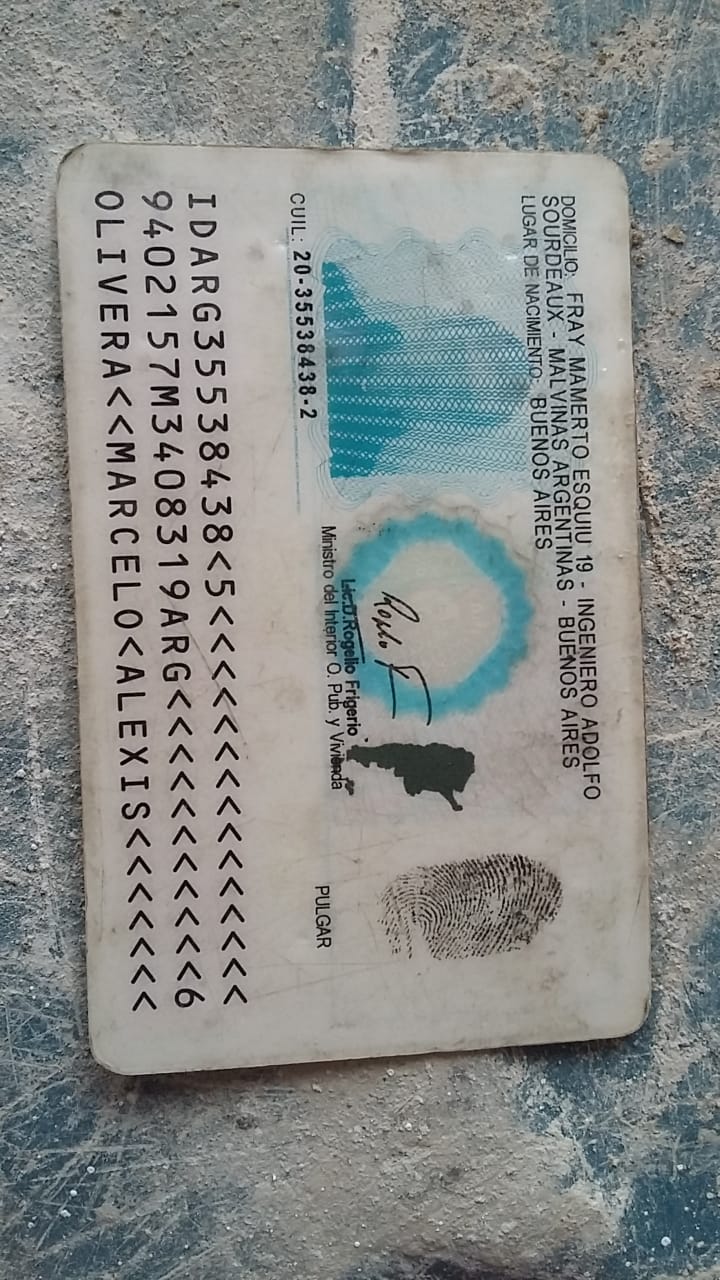 DOMICILIO: FRAY MAMERTO ESQUIU 19 - INGENIERO ADOLFO
SOURDEAUX - MALVINAS ARGENTINAS - BUENOS AIRES
LUGAR DE NACIMIENTO: BUENOS AIRES
CUIL: 20-35538438-2
Lic.D.Rogelio Frigerio
Ministro del Interior O. Pub. y Vivienda
PULGAR
IDARG35538438<5<<<<<<<<<<<<<<<
9402157M3408319ARG<<<<<<<<<<<6
OLIVERA<<MARCELO<ALEXIS<<<<<<<